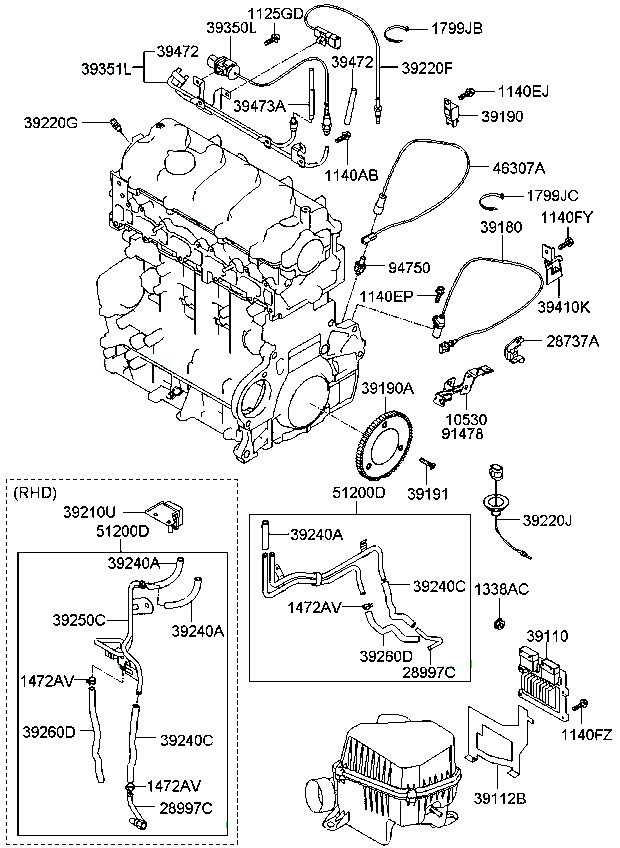 1125GD
39350L
1799JB
39472
39351L
39472
39220F
1140EJ
39473A
39190
39220G
1140AB
46307A
1799JC
1140FY
39180
94750
1140EP
39410K
28737A
39190A
10530
91478
(RHD)
39191
51200D
39210U
51200D
39220J
39240A
39240A
39240C
1338AC
39250C
1472AV
39240A
39110
39260D
28997C
1472AV
39260D
39240C
1140FZ
1472AV
39112B
28997C